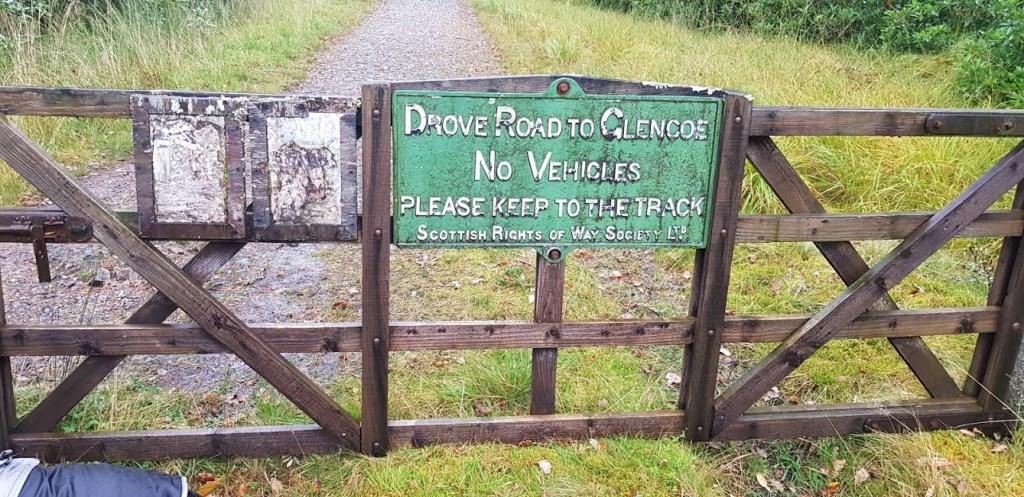 DROVE ROAD TO GLENCOE
NO VEHICLES
PLEASE KEEP TO THE TRACK
SCOTTISH RIGHTS OF WAY SOCIETY LTD.